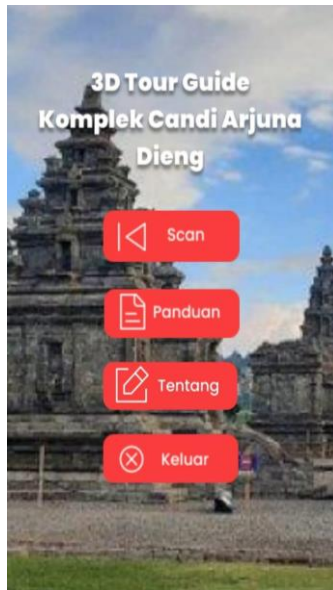 3D Tour Guide
Komplek Candi Arjuna
Dieng
Scan
Panduan
Tentang
Keluar